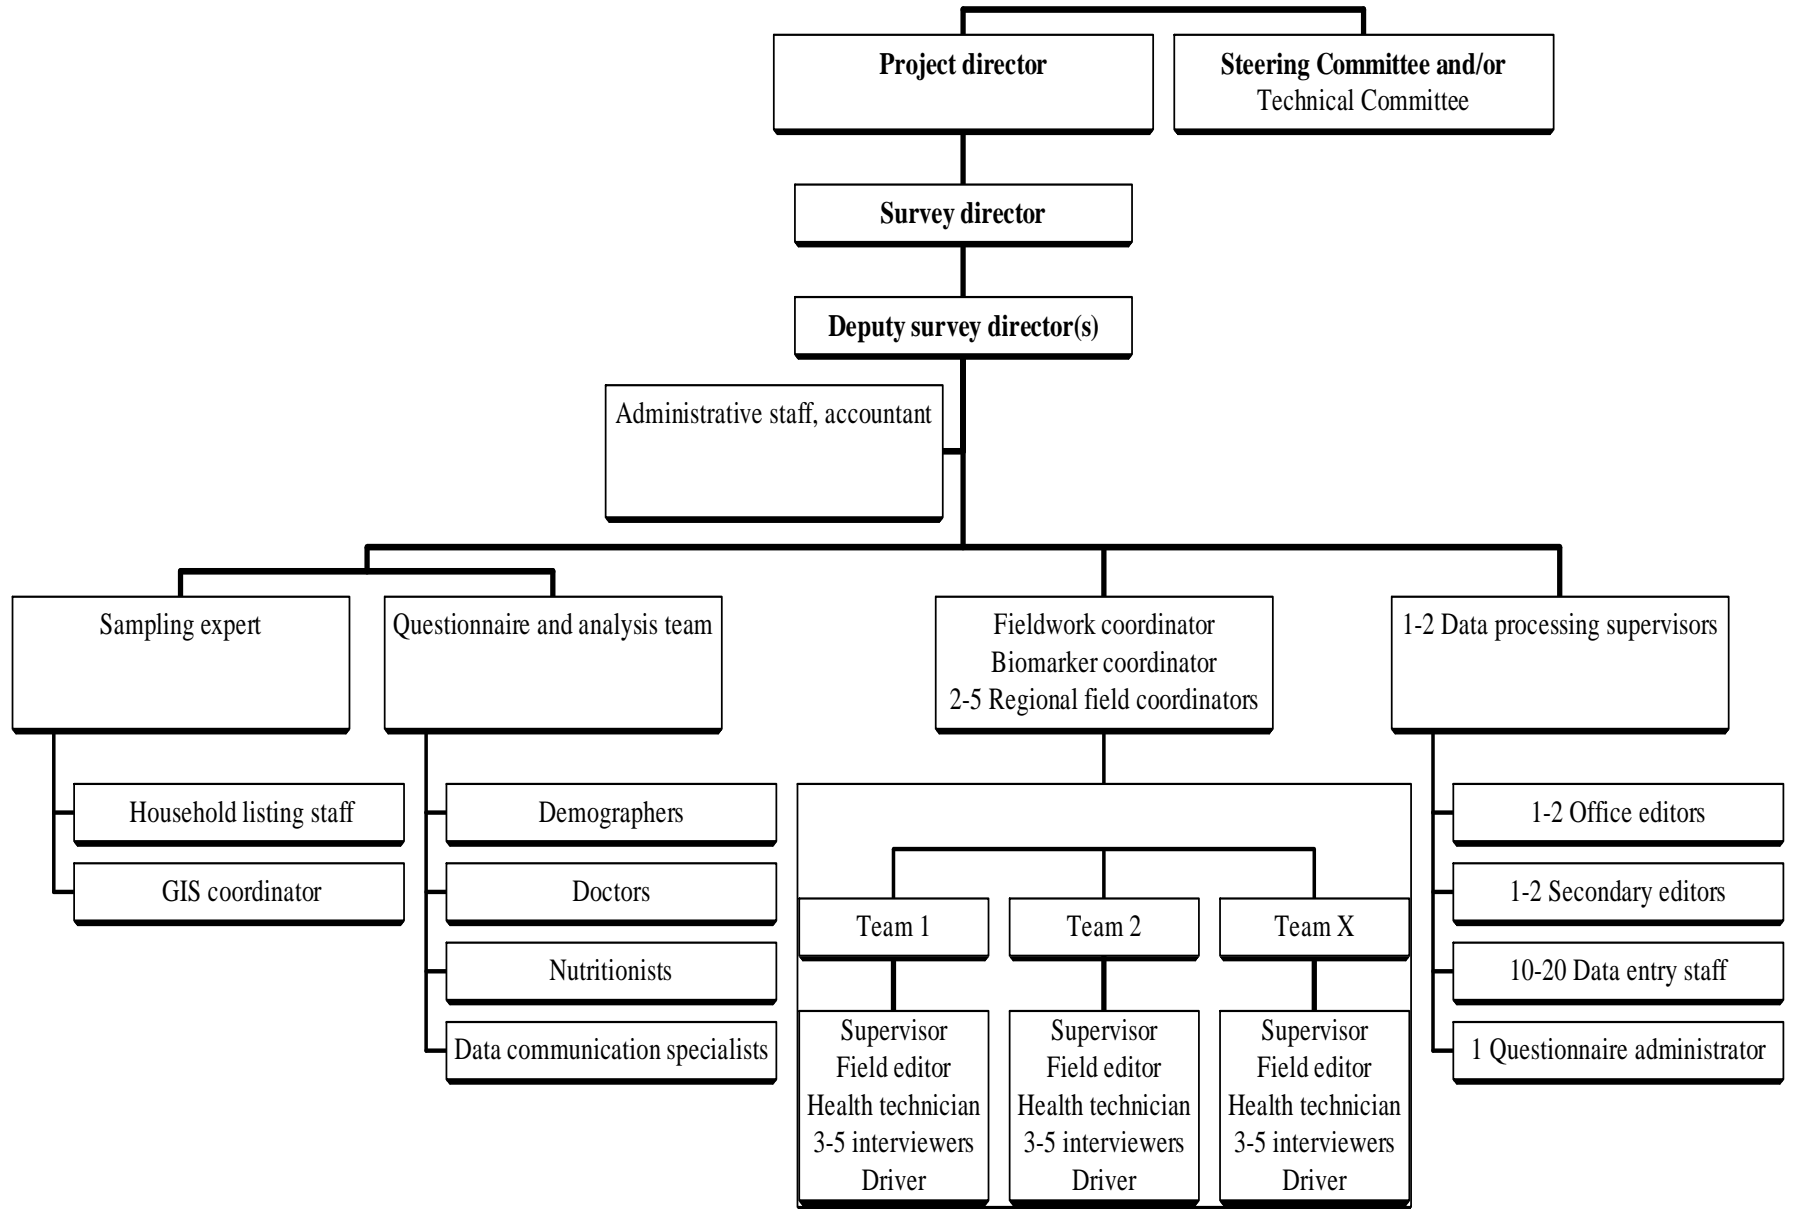 Project director
Steering Committee and/or
Technical Committee
Survey director
Deputy survey director(s)
Administrative staff, accountant
Sampling expert
Household listing staff
GIS coordinator
Questionnaire and analysis team
Demographers
Doctors
Nutritionists
Data communication specialists
Fieldwork coordinator
Biomarker coordinator
2-5 Regional field coordinators
Team 1
Supervisor
Field editor
Health technician
3-5 interviewers
Driver
Team 2
Supervisor
Field editor
Health technician
3-5 interviewers
Driver
Team X
Supervisor
Field editor
Health technician
3-5 interviewers
Driver
1-2 Data processing supervisors
1-2 Office editors
1-2 Secondary editors
10-20 Data entry staff
1 Questionnaire administrator